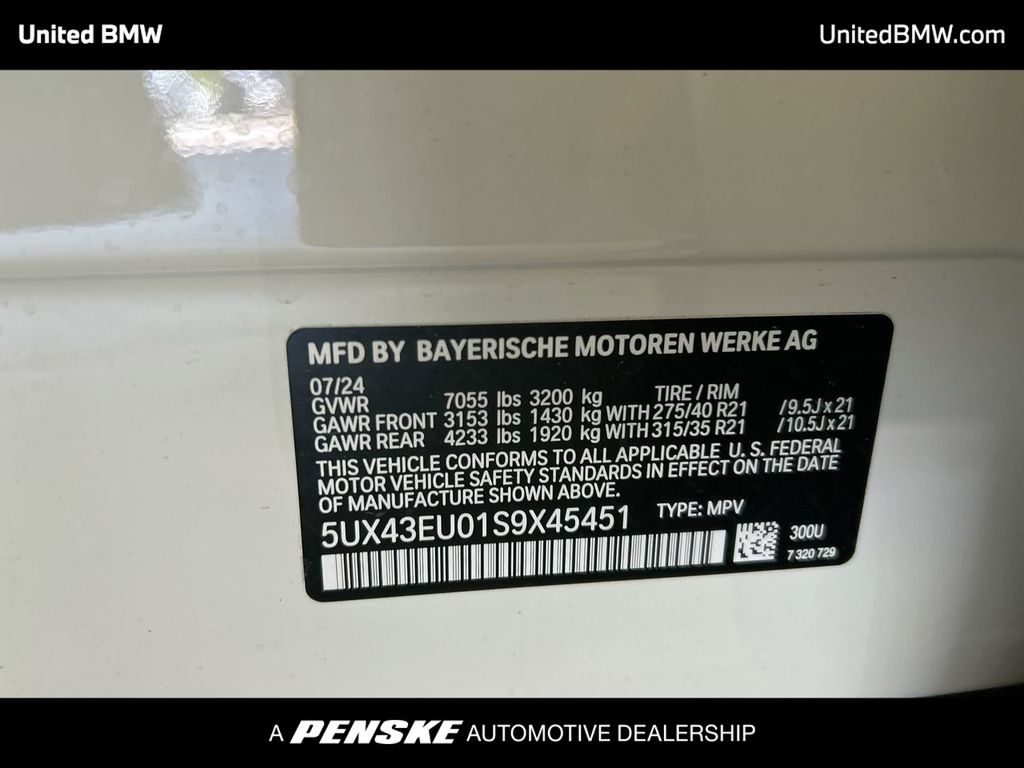 United BMW
UnitedBMW.com
MFD BY BAYERISCHE MOTOREN WERKE AG
07/24
GVWR 7055 lbs 3200 kg TIRE / RIM
GAWR FRONT 3153 lbs 1430 kg WITH 275/40 R21 /9.5J x 21
GAWR REAR 4233 lbs 1920 kg WITH 315/35 R21 /10.5J x 21
THIS VEHICLE CONFORMS TO ALL APPLICABLE U. S. FEDERAL
MOTOR VEHICLE SAFETY STANDARDS IN EFFECT ON THE DATE
OF MANUFACTURE SHOWN ABOVE.
5UX43EU01S9X45451 TYPE: MPV
300U
7 320 729
A PENSKE AUTOMOTIVE DEALERSHIP